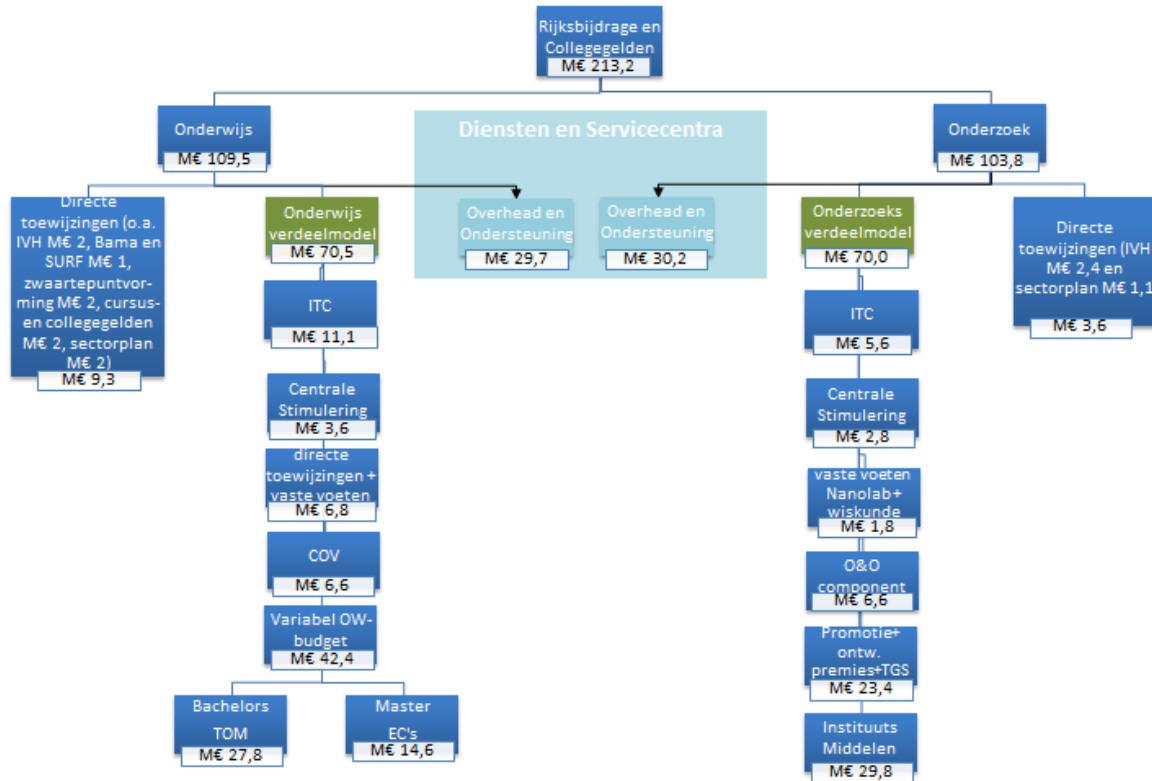 Rijksbijdrage en
Collegegelden
M€ 213,2
Onderwijs
M€ 109,5
Diensten en Servicecentra
Onderzoek
M€ 103,8
Directe
toewijzingen (o.a.
IVH M€ 2, Bama en
SURF M€ 1,
zwaartepuntvor-
ming M€ 2, cursus-
en collegegelden
M€ 2, sectorplan
M€ 2)
M€ 9,3
Onderwijs
verdeelmodel
M€ 70,5
Overhead en
Ondersteuning
M€ 29,7
Overhead en
Ondersteuning
M€ 30,2
Onderzoeks
verdeelmodel
M€ 70,0
Directe
toewijzingen (IVH
M€ 2,4 en
sectorplan M€ 1,1
M€ 3,6
ITC
M€ 11,1
Centrale
Stimulering
M€ 3,6
directe
toewijzingen +
vaste voeten
M€ 6,8
COV
M€ 6,6
Variabel OW-
budget
M€ 42,4
Bachelors
TOM
M€ 27,8
Master
EC's
M€ 14,6
ITC
M€ 5,6
Centrale
Stimulering
M€ 2,8
vaste voeten
Nanolab+
wiskunde
M€ 1,8
O&O
component
M€ 6,6
Promotie+
ontw.
premies+TGS
M€ 23,4
Instituuts
Middelen
M€ 29,8